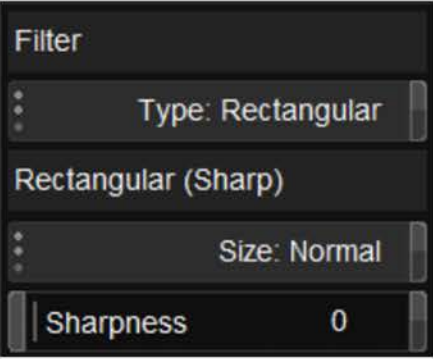 Filter
Type: Rectangular
Rectangular (Sharp)
Size: Normal
Sharpness 0